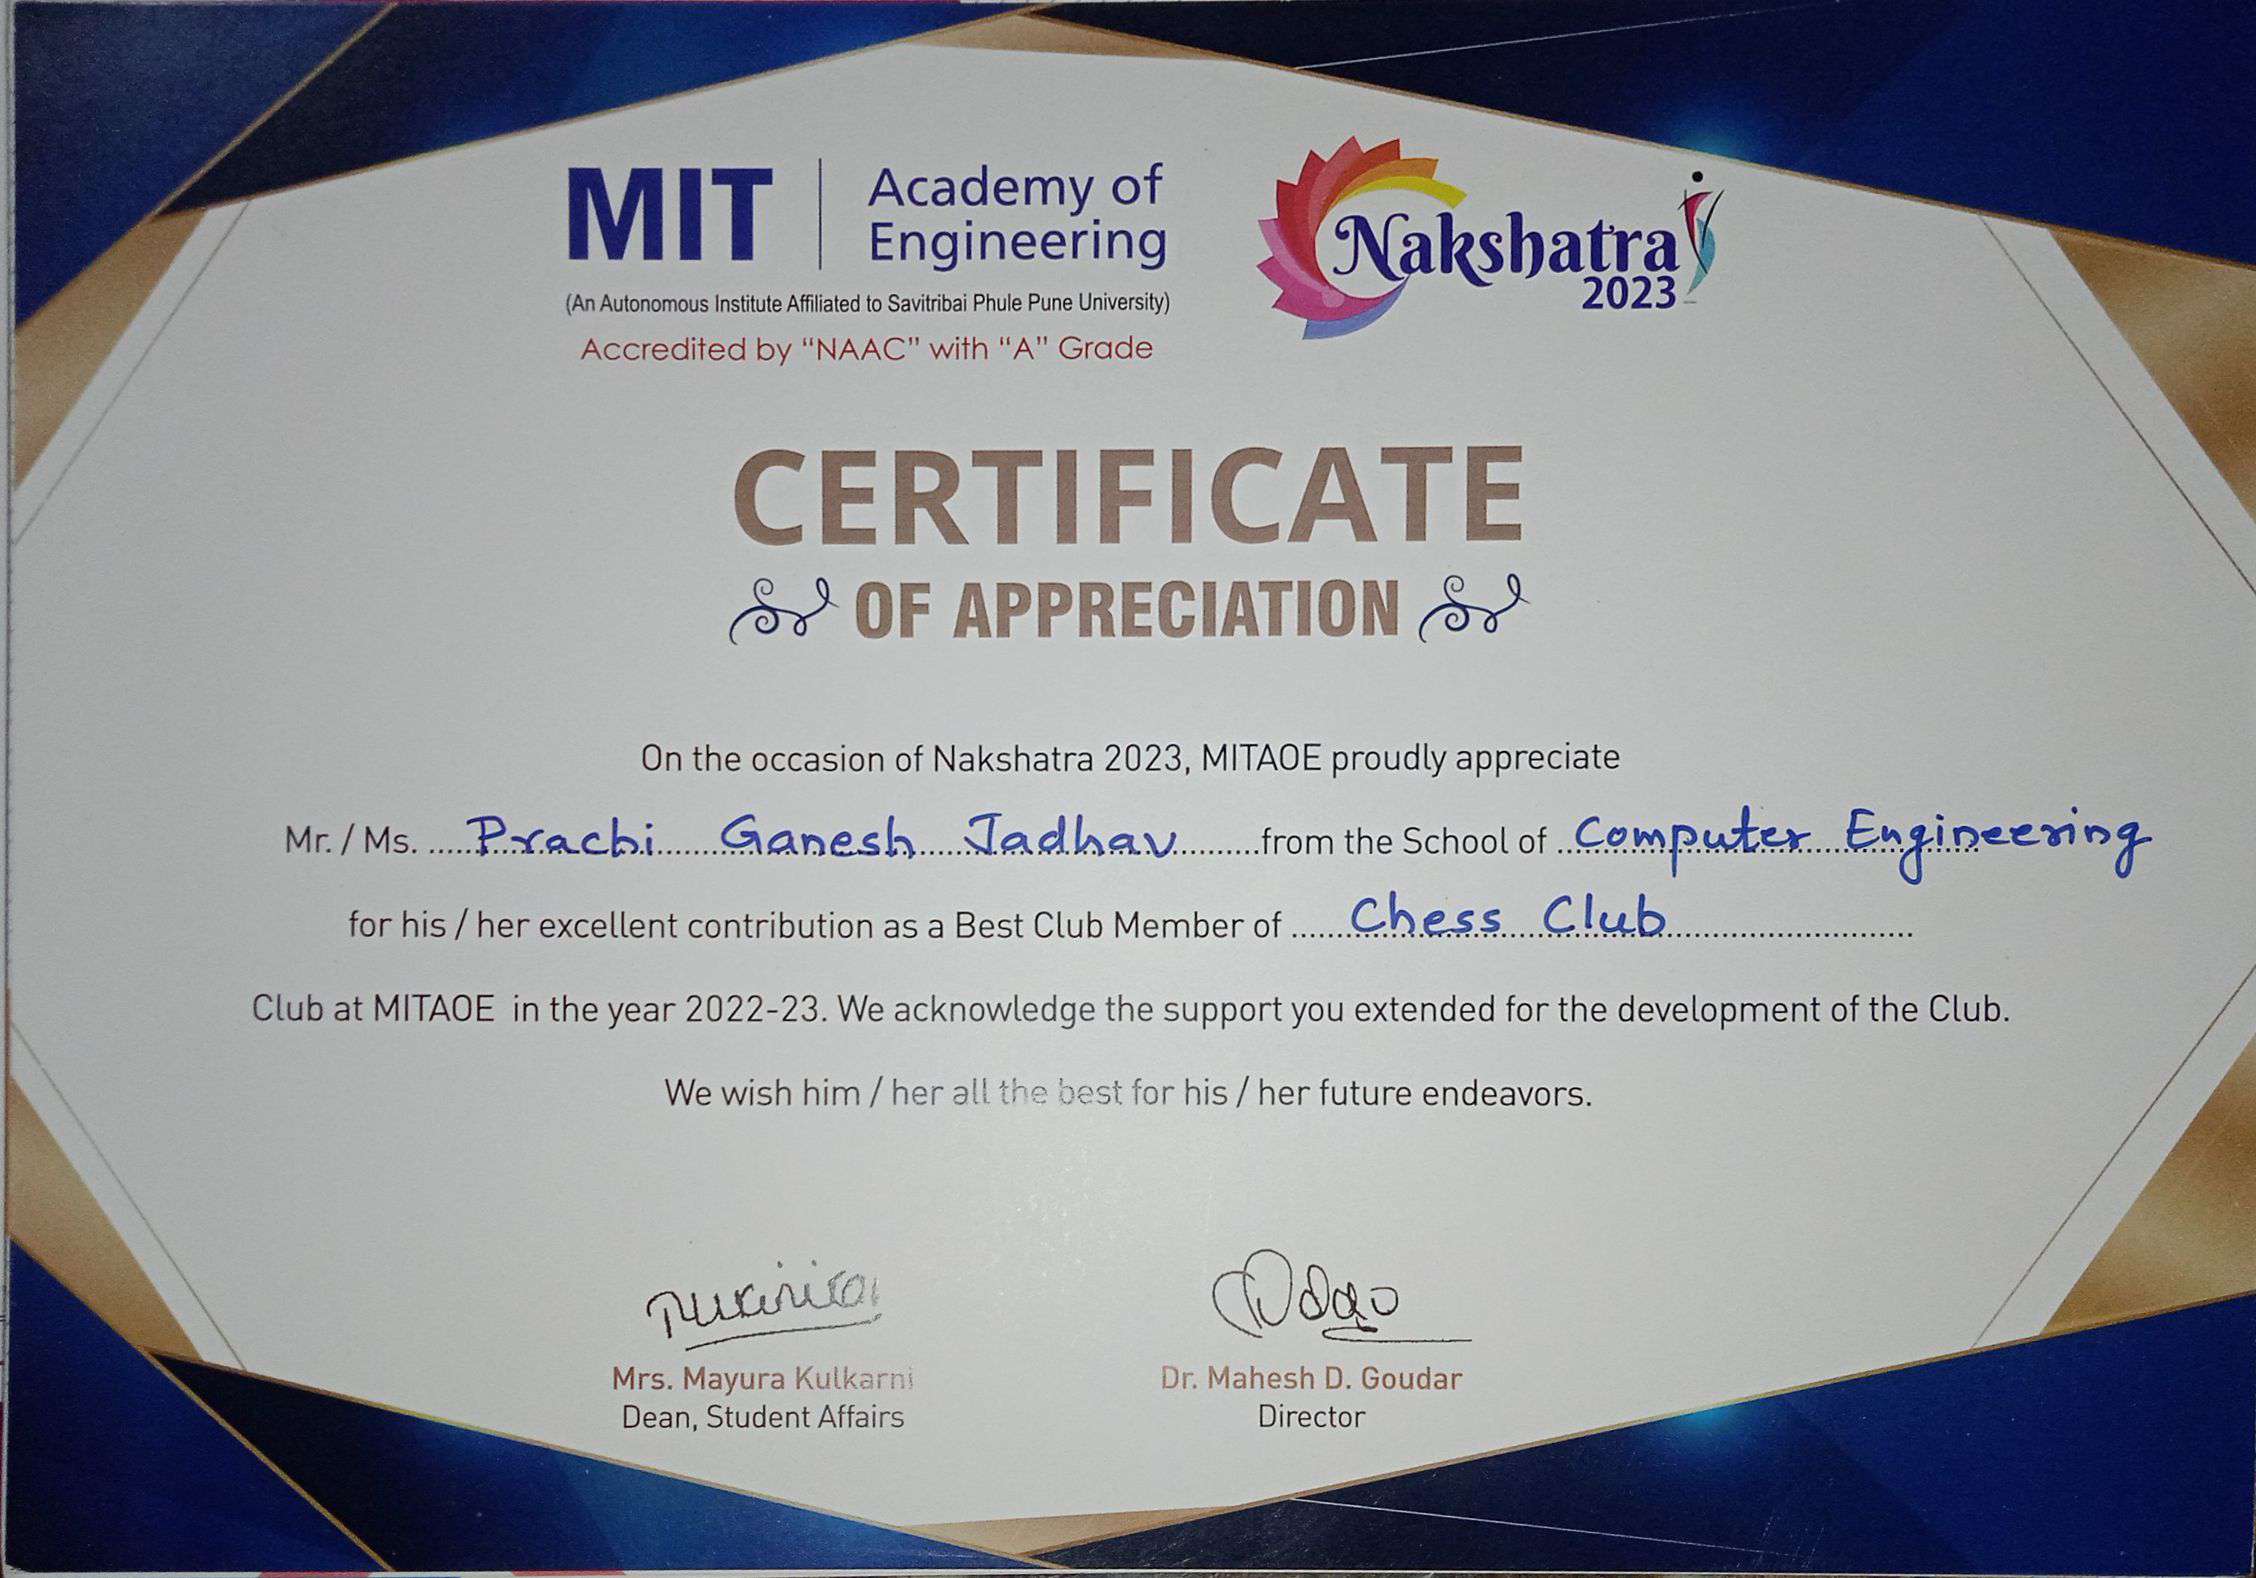 MIT Academy of Engineering
(An Autonomous Institute Affiliated to Savitribai Phule Pune University)
Accredited by "NAAC" with "A" Grade
Nakshatra
2023
CERTIFICATE
OF APPRECIATION
On the occasion of Nakshatra 2023, MITAOE proudly appreciate
Mr. / Ms. ..... Prachi Ganesh Jadhav ..........from the School of .. Computer Engineering
for his / her excellent contribution as a Best Club Member of ...... Chess Club ..............................
Club at MITAOE in the year 2022-23. We acknowledge the support you extended for the development of the Club.
We wish him / her all the best for his / her future endeavors.
Mrs. Mayura Kulkarni
Dean, Student Affairs
Dr. Mahesh D. Goudar
Director